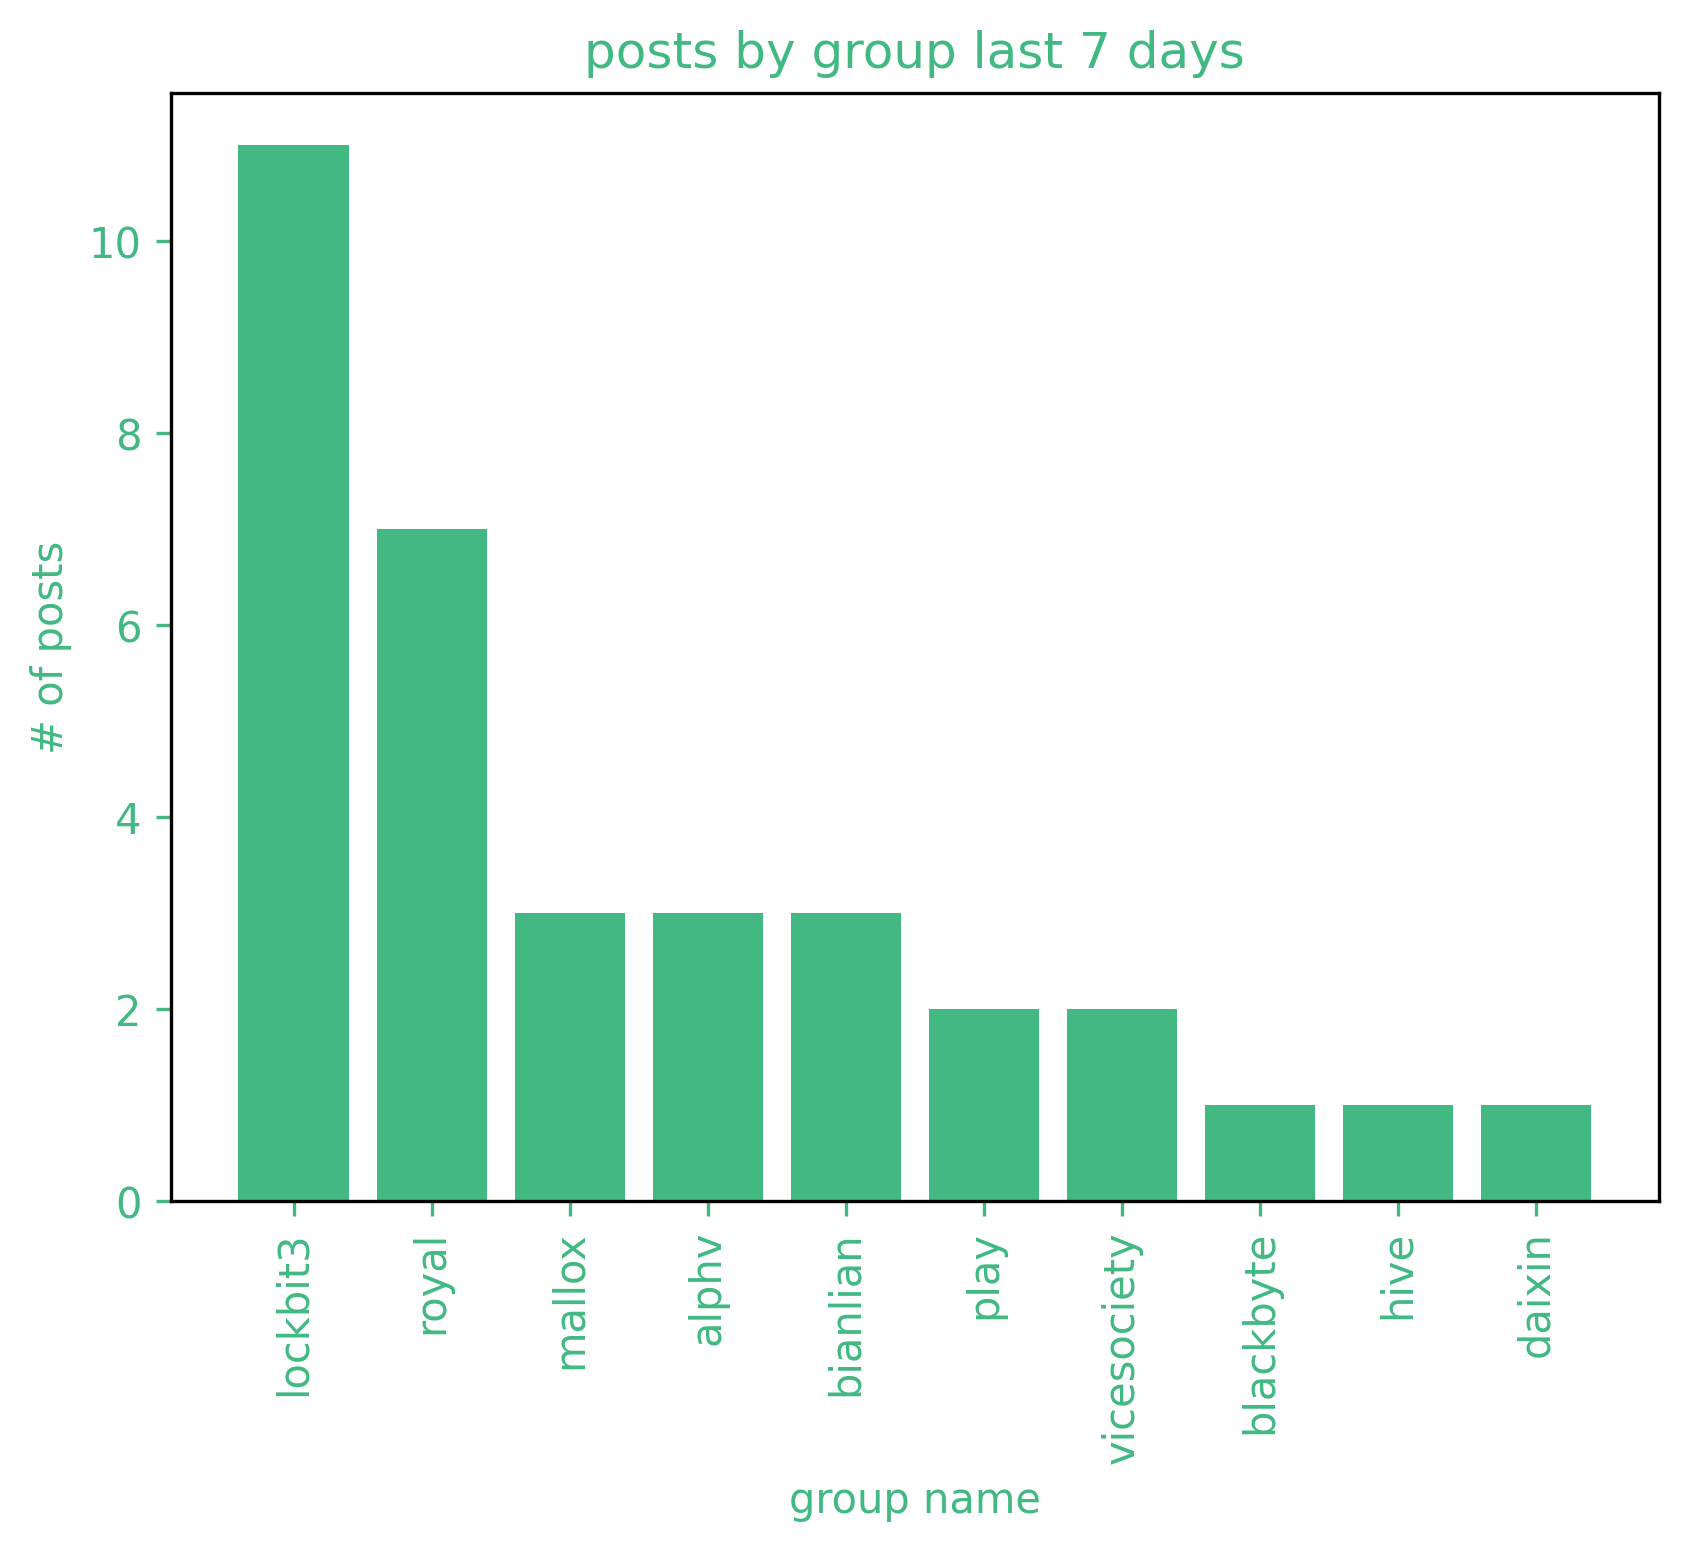 posts by group last 7 days
# of posts
10
8
6
4
2
0
lockbit3
royal
mallox
alphv
bianlian
play
vicesociety
blackbyte
hive
daixin
group name